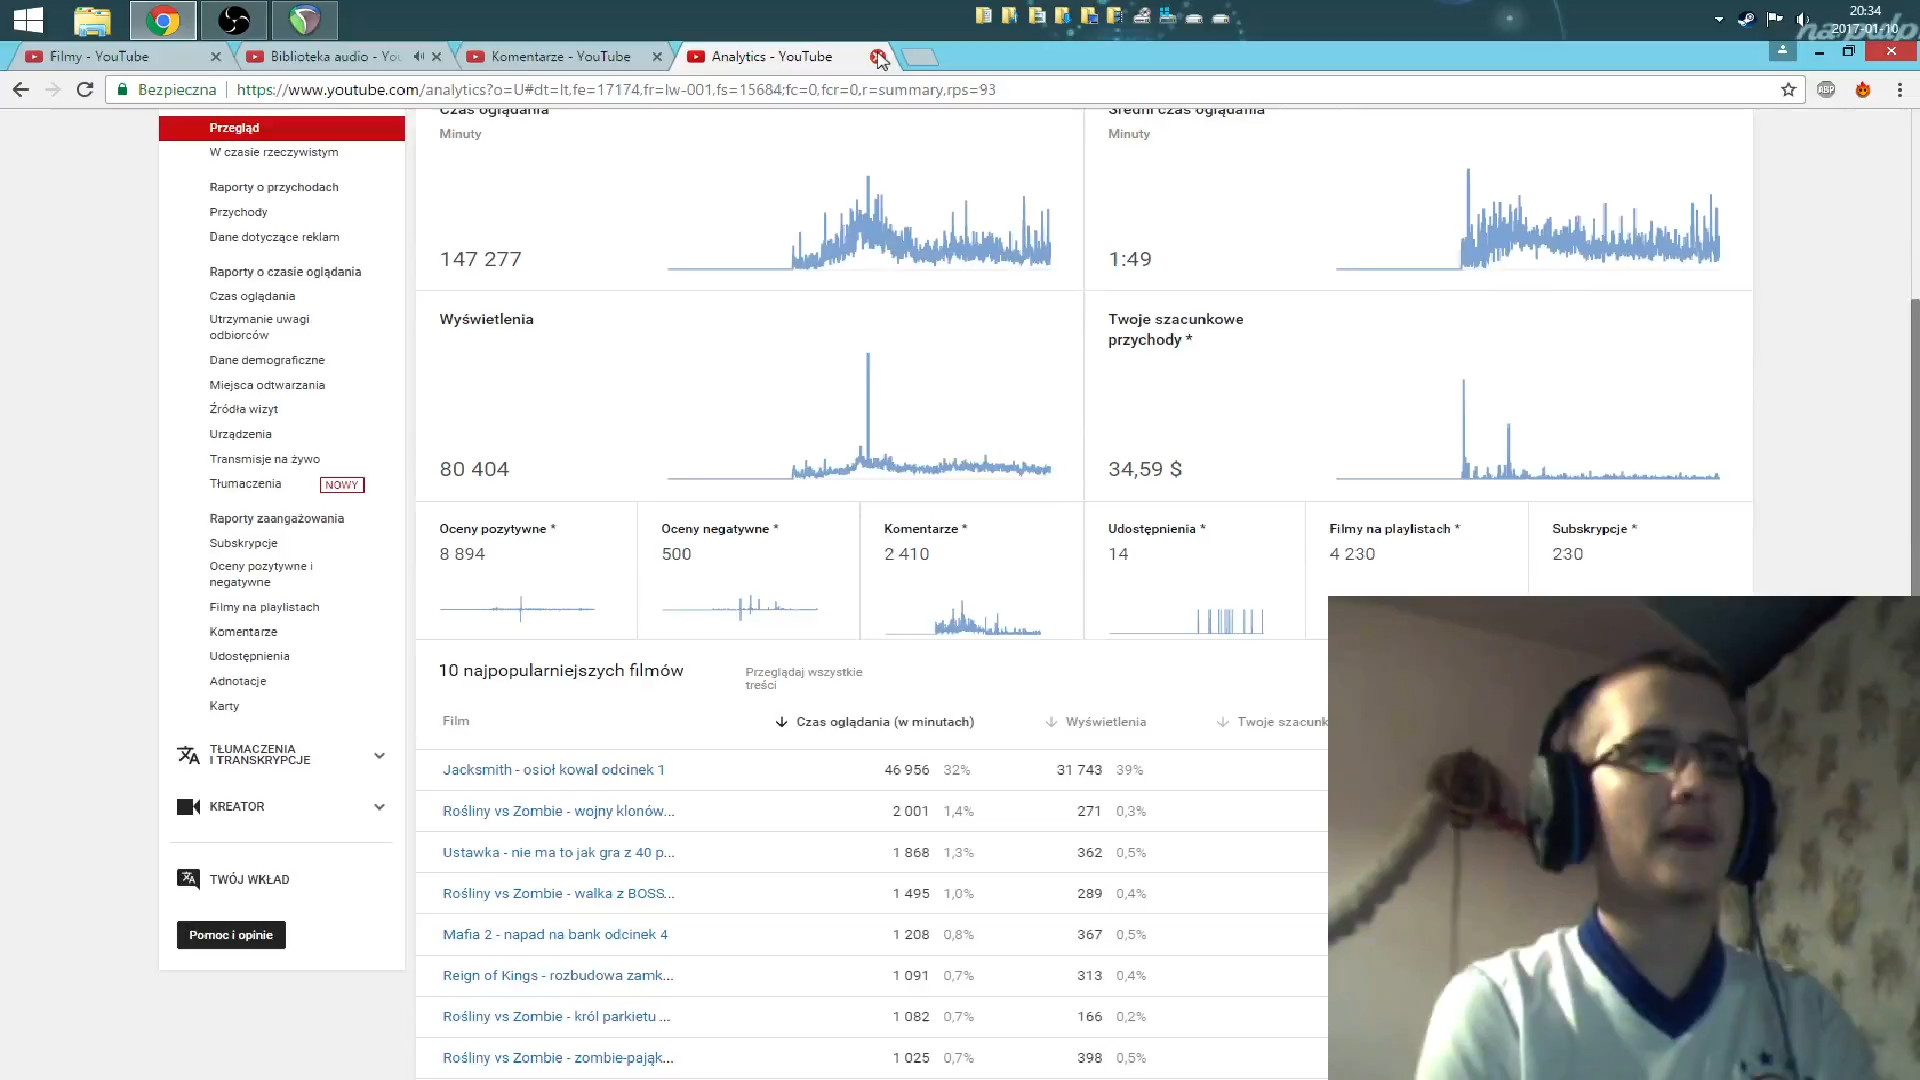 20:34
2017-01-10
na pulp
Filmy - YouTube
Biblioteka audio - You
Komentarze - YouTube
Analytics - YouTube
Bezpieczna
https://www.youtube.com/analytics?o=U#dt=lt,fe=17174,fr=lw-001,fs=15684;fc=0,fcr=0,r=summary,rps=93
ABP
Przegląd
W czasie rzeczywistym
Raporty o przychodach
Przychody
Dane dotyczące reklam
Raporty o czasie oglądania
Czas oglądania
Utrzymanie uwagi
odbiorców
Dane demograficzne
Miejsca odtwarzania
Źródła wizyt
Urządzenia
Transmisje na żywo
Tłumaczenia NOWY
Raporty zaangażowania
Subskrypcje
Oceny pozytywne i
negatywne
Filmy na playlistach
Komentarze
Udostępnienia
Adnotacje
Karty
TŁUMACZENIA
I TRANSKRYPCJE
KREATOR
TWÓJ WKŁAD
Pomoc i opinie
Czas oglądania
Minuty
147 277
Średni czas oglądania
Minuty
1:49
Wyświetlenia
80 404
Twoje szacunkowe
przychody *
34,59 $
Oceny pozytywne *
8 894
Oceny negatywne *
500
Komentarze *
2 410
Udostępnienia *
14
Filmy na playlistach *
4 230
Subskrypcje *
230
10 najpopularniejszych filmów
Przeglądaj wszystkie
treści
Film Czas oglądania (w minutach) Wyświetlenia Twoje szacunk
Jacksmith - osioł kowal odcinek 1 46 956 32% 31 743 39%
Rośliny vs Zombie - wojny klonów... 2 001 1,4% 271 0,3%
Ustawka - nie ma to jak gra z 40 p... 1 868 1,3% 362 0,5%
Rośliny vs Zombie - walka z BOSS... 1 495 1,0% 289 0,4%
Mafia 2 - napad na bank odcinek 4 1 208 0,8% 367 0,5%
Reign of Kings - rozbudowa zamk... 1 091 0,7% 313 0,4%
Rośliny vs Zombie - król parkietu ... 1 082 0,7% 166 0,2%
Rośliny vs Zombie - zombie-pająk... 1 025 0,7% 398 0,5%